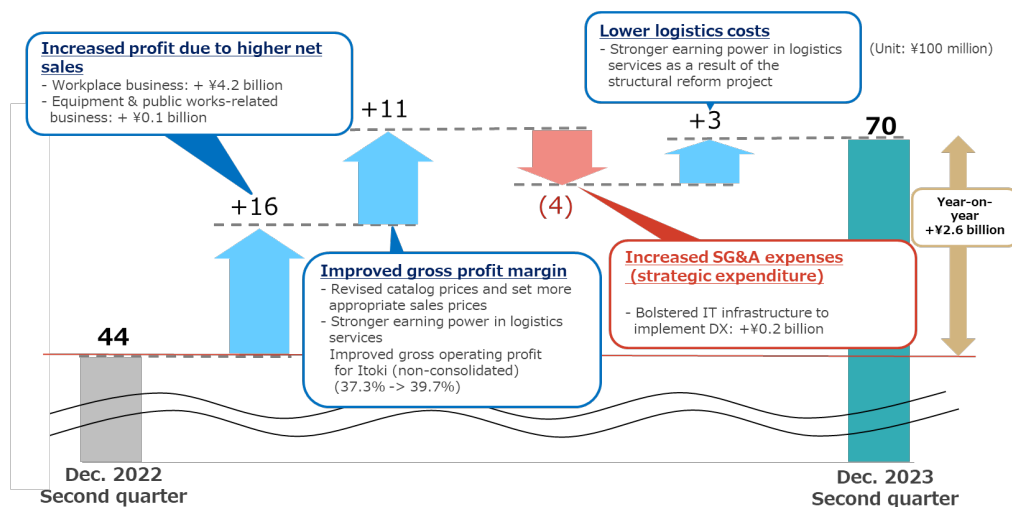 Increased profit due to higher net
sales
- Workplace business: + ¥4.2 billion
- Equipment & public works-related
business: + ¥0.1 billion
Lower logistics costs
- Stronger earning power in logistics
services as a result of the
structural reform project
(Unit: ¥100 million)
+11
+3
70
+16
(4)
Year-on-
year
+¥2.6 billion
Improved gross profit margin
- Revised catalog prices and set more
appropriate sales prices
- Stronger earning power in logistics
services
Improved gross operating profit
for Itoki (non-consolidated)
(37.3% -> 39.7%)
Increased SG&A expenses
(strategic expenditure)
- Bolstered IT infrastructure to
implement DX: +¥0.2 billion
44
Dec. 2022
Second quarter
Dec. 2023
Second quarter